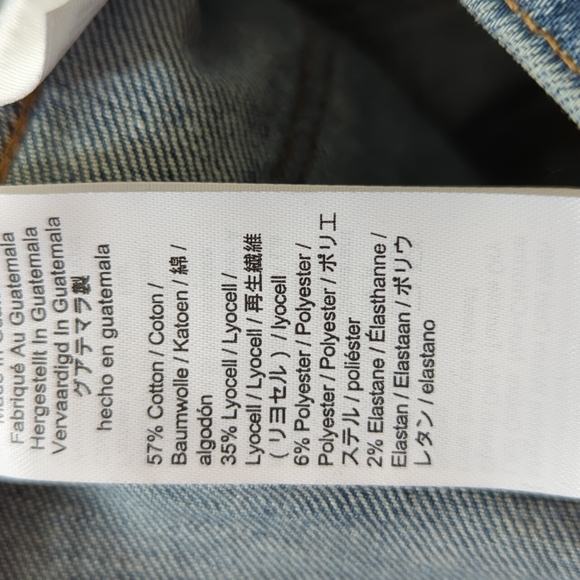 Fabriqué Au Guatemala
Hergestellt In Guatemala
Vervaardigd In Guatemala
グアテマラ製
hecho en guatemala
57% Cotton / Coton /
Baumwolle / Katoen / 綿 /
algodón
35% Lyocell / Lyocell /
Lyocell / Lyocell / 再生繊維
（リヨセル）/ lyocell
6% Polyester / Polyester /
Polyester / Polyester / ポリエ
ステル / poliéster
2% Elastane / Élasthanne /
Elastan / Elastaan / ポリウ
レタン / elastano